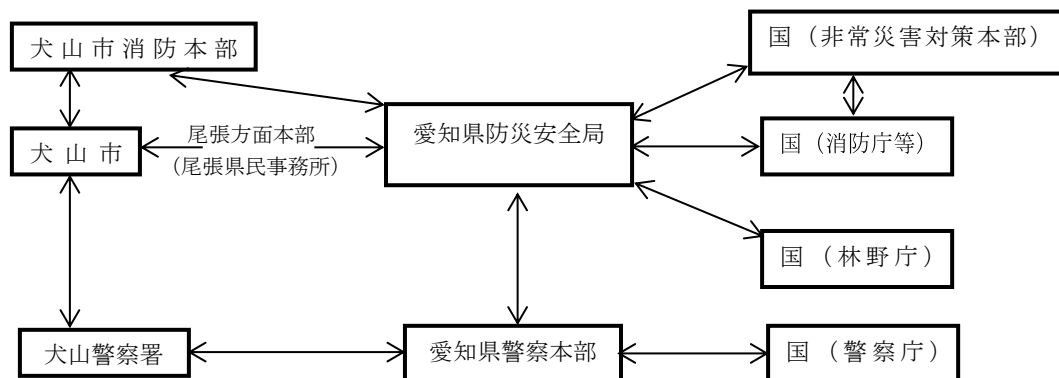 犬山市消防本部
国（非常災害対策本部）
愛知県防災安全局
尾張方面本部
（尾張県民事務所）
犬山市
国（消防庁等）
国（林野庁）
犬山警察署
愛知県警察本部
国（警察庁）